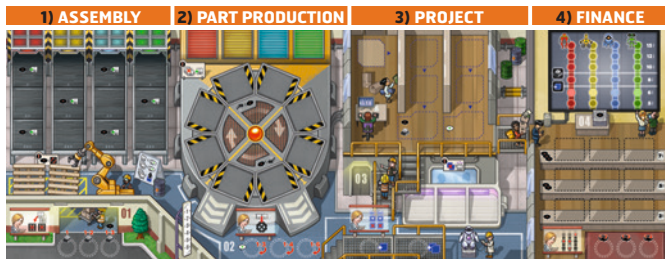 1) ASSEMBLY
2) PART PRODUCTION
3) PROJECT
4) FINANCE
01
02
03
04